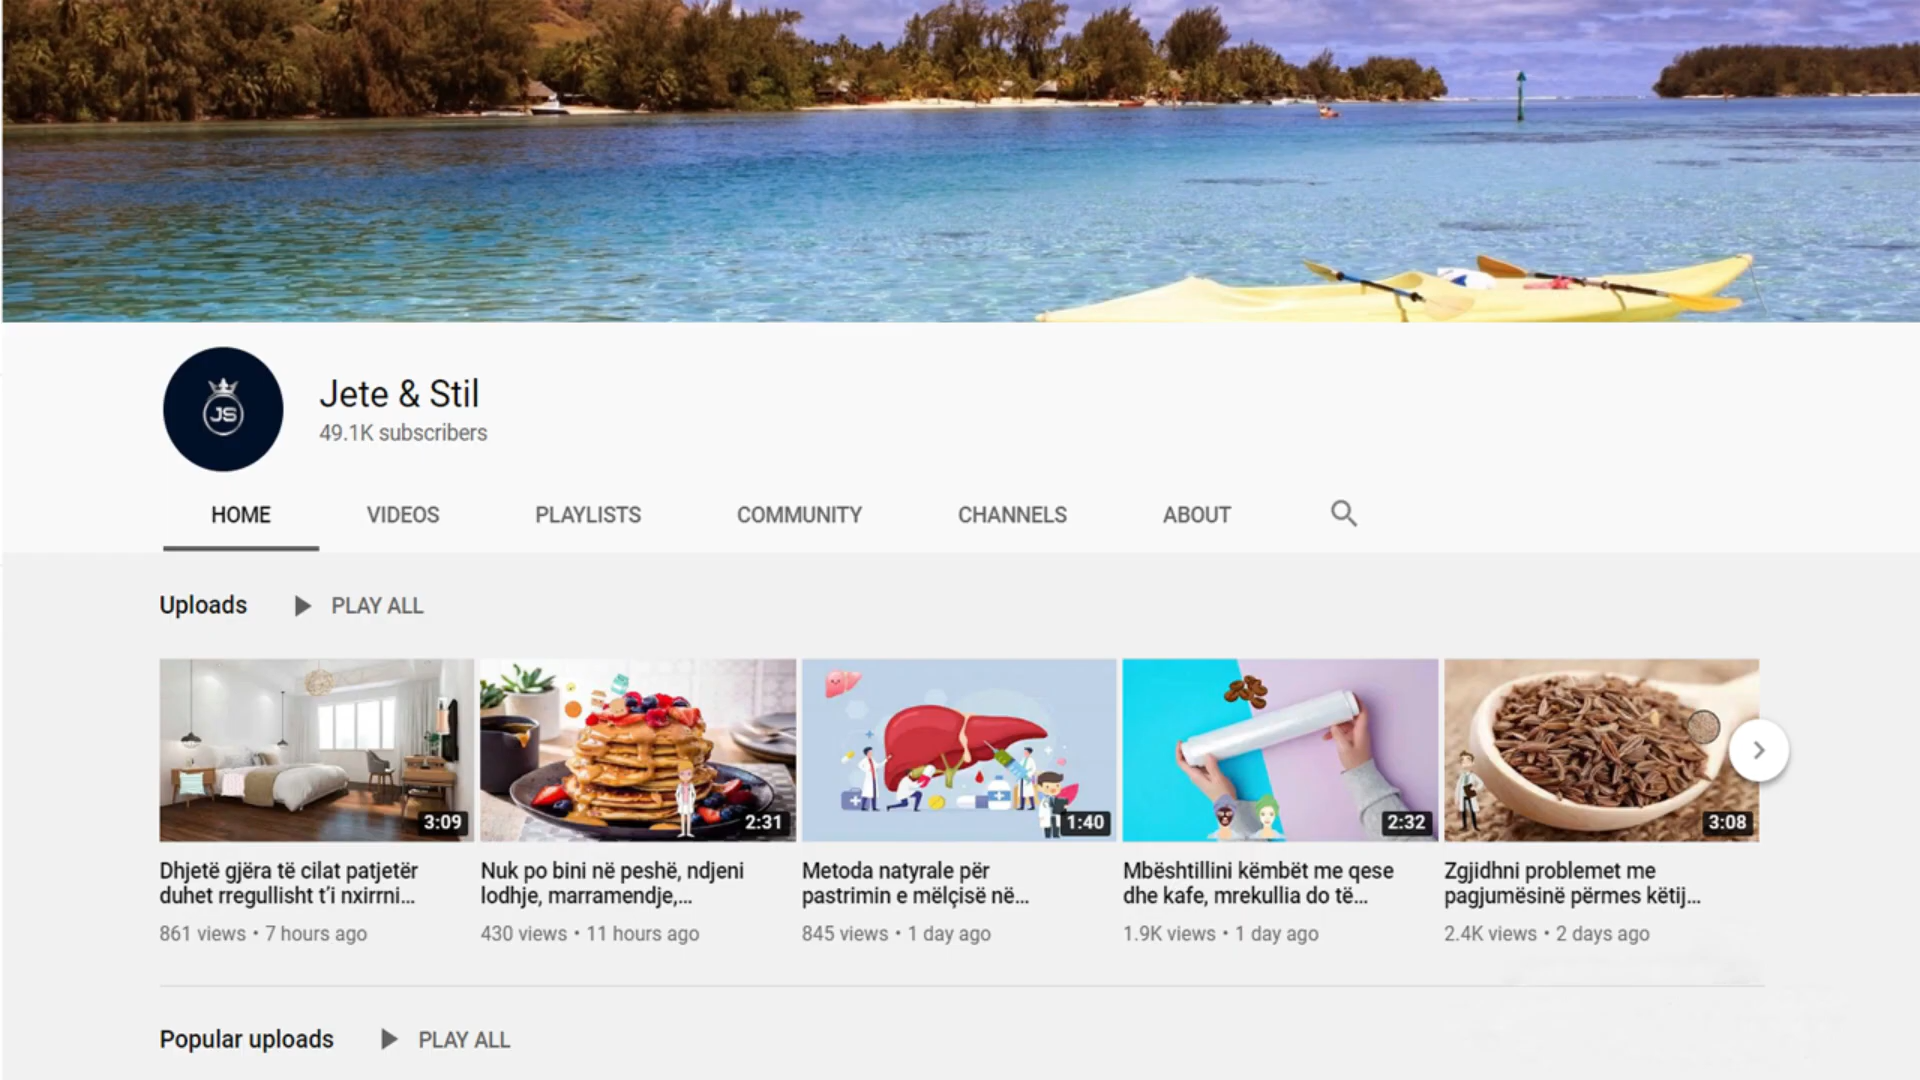 JS
Jete & Stil
49.1K subscribers
HOME VIDEOS PLAYLISTS COMMUNITY CHANNELS ABOUT
Uploads PLAY ALL
3:09 2:31 1:40 2:32 3:08
Dhjetë gjëra të cilat patjetër
duhet rregullisht t’i nxirrni...
861 views • 7 hours ago
Nuk po bini në peshë, ndjeni
lodhje, marramendje,...
430 views • 11 hours ago
Metoda natyrale për
pastrimin e mëlçisë në...
845 views • 1 day ago
Mbështillini këmbët me qese
dhe kafe, mrekullia do të...
1.9K views • 1 day ago
Zgjidhni problemet me
pagjumësinë përmes këtij...
2.4K views • 2 days ago
Popular uploads PLAY ALL